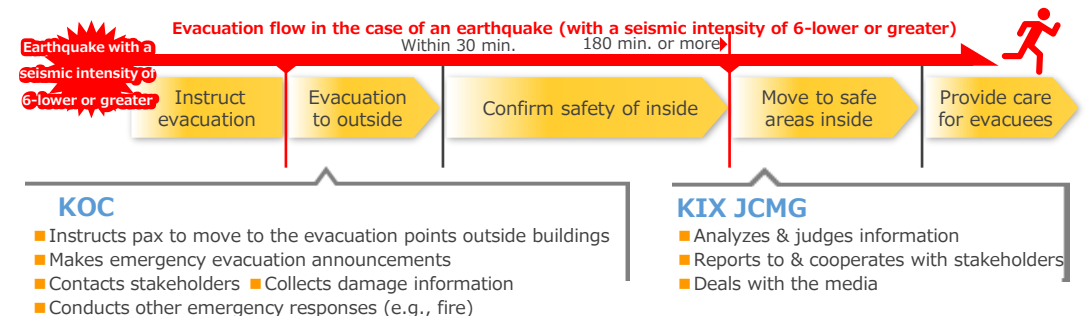 Evacuation flow in the case of an earthquake (with a seismic intensity of 6-lower or greater)
Within 30 min.
180 min. or more
Earthquake with a
seismic intensity of
6-lower or greater
Instruct
evacuation
Evacuation
to outside
Confirm safety of inside
Move to safe
areas inside
Provide care
for evacuees
KOC
■Instructs pax to move to the evacuation points outside buildings
■Makes emergency evacuation announcements
■Contacts stakeholders ■Collects damage information
■Conducts other emergency responses (e.g., fire)
KIX JCMG
■Analyzes & judges information
■Reports to & cooperates with stakeholders
■Deals with the media